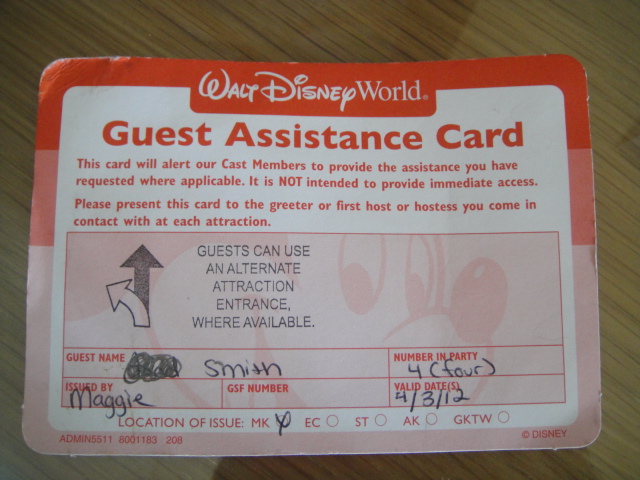 WALT DISNEY World
Guest Assistance Card
This card will alert our Cast Members to provide the assistance you have
requested where applicable. It is NOT intended to provide immediate access.
Please present this card to the greeter or first host or hostess you come in
contact with at each attraction.
GUESTS CAN USE
AN ALTERNATE
ATTRACTION
ENTRANCE,
WHERE AVAILABLE.
GUEST NAME Smith NUMBER IN PARTY
4 (four)
ISSUED BY GSF NUMBER VALID DATE(S)
Maggie 4/3/12
LOCATION OF ISSUE: MK EC ST AK GKTW
ADMIN5511 8001183 208 © DISNEY